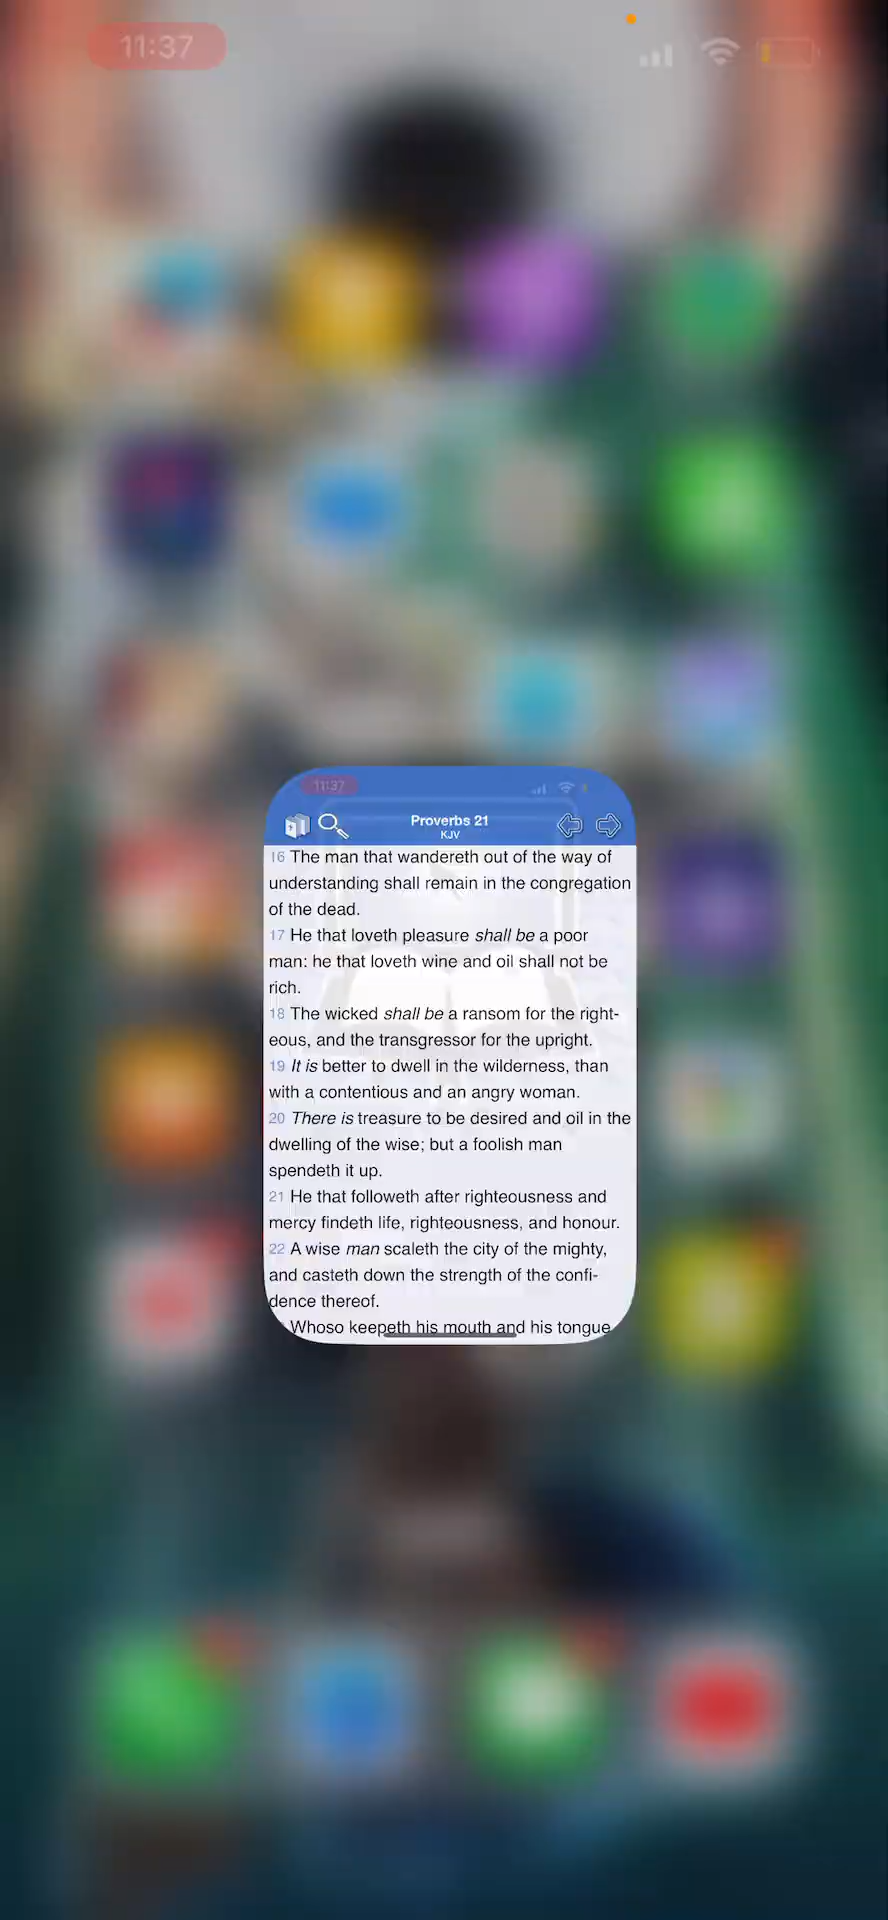 11:37
11:37
Proverbs 21
KJV
16 The man that wandereth out of the way of
understanding shall remain in the congregation
of the dead.
17 He that loveth pleasure shall be a poor
man: he that loveth wine and oil shall not be
rich.
18 The wicked shall be a ransom for the right-
eous, and the transgressor for the upright.
19 It is better to dwell in the wilderness, than
with a contentious and an angry woman.
20 There is treasure to be desired and oil in the
dwelling of the wise; but a foolish man
spendeth it up.
21 He that followeth after righteousness and
mercy findeth life, righteousness, and honour.
22 A wise man scaleth the city of the mighty,
and casteth down the strength of the confi-
dence thereof.
Whoso keepeth his mouth and his tongue